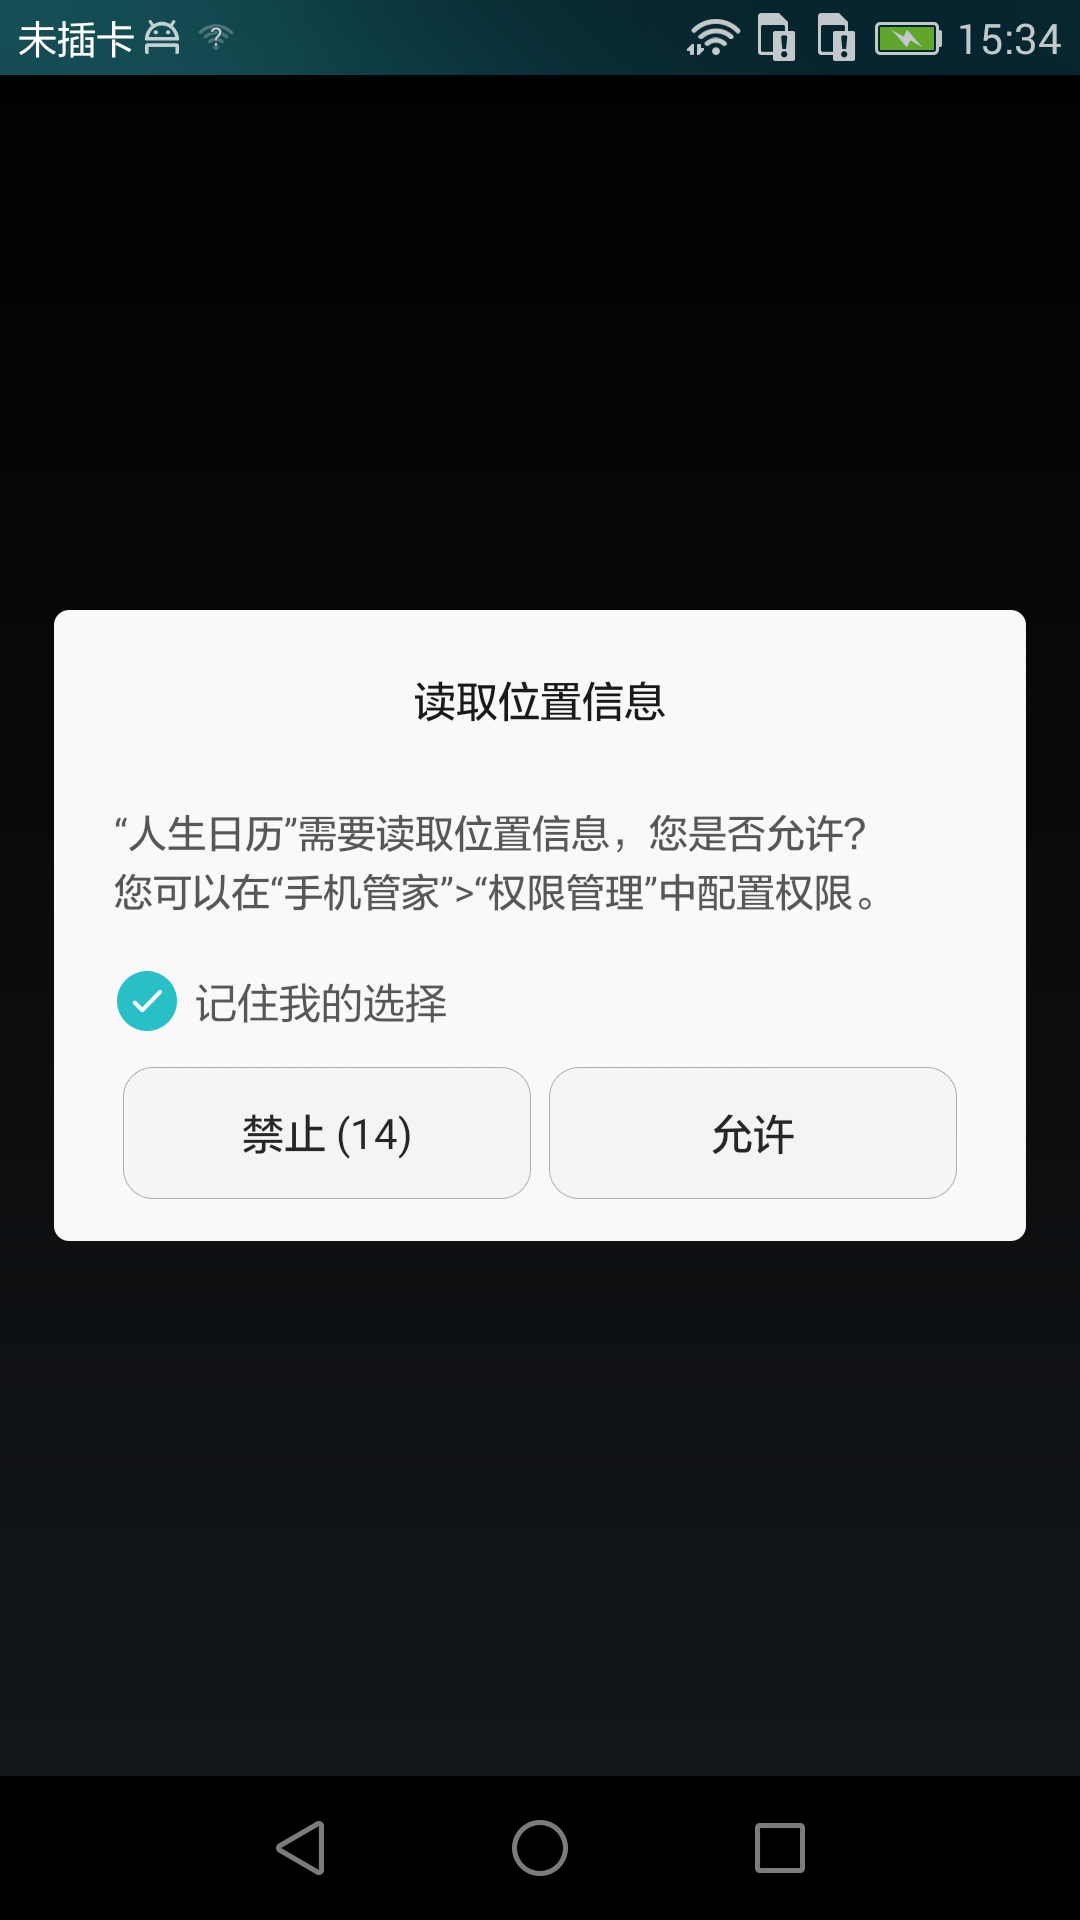 未插卡
15:34
读取位置信息
“人生日历”需要读取位置信息，您是否允许?
您可以在“手机管家”>“权限管理”中配置权限。
记住我的选择
禁止 (14)
允许